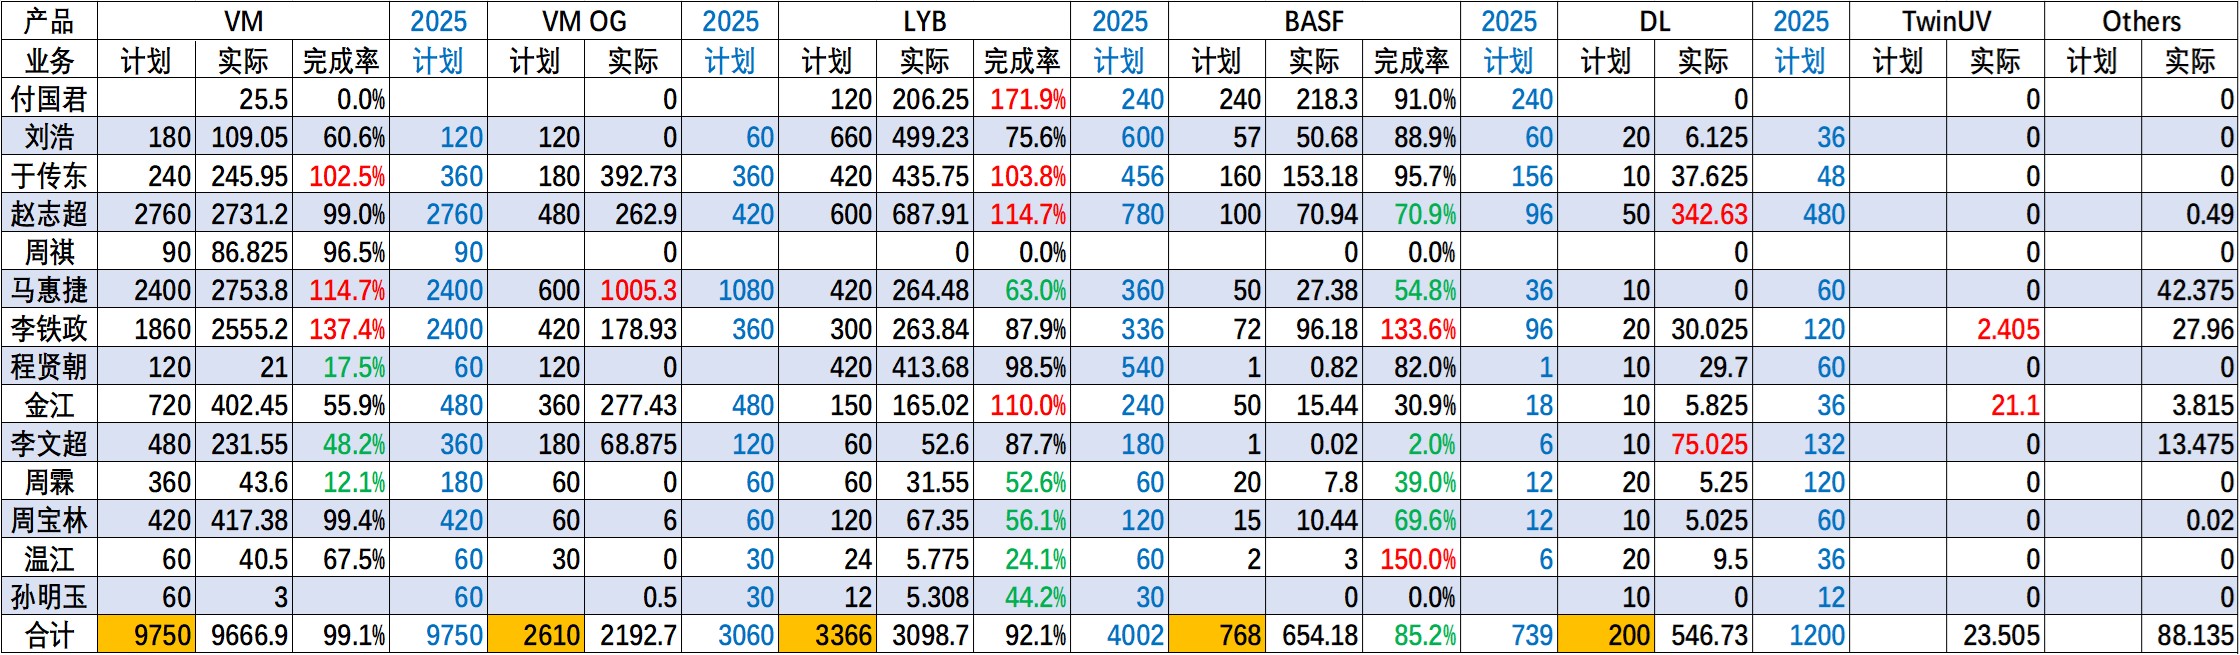 产品 VM 2025 VM OG 2025 LYB 2025 BASF 2025 DL 2025 TwinUV Others
业务 计划 实际 完成率 计划 计划 实际 计划 计划 实际 完成率 计划 计划 实际 完成率 计划 计划 实际 计划 计划 实际 计划 实际
付国君 25.5 0.0% 0 120 206.25 171.9% 240 240 218.3 91.0% 240 0 0 0
刘浩 180 109.05 60.6% 120 120 0 60 660 499.23 75.6% 600 57 50.68 88.9% 60 20 6.125 36 0 0
于传东 240 245.95 102.5% 360 180 392.73 360 420 435.75 103.8% 456 160 153.18 95.7% 156 10 37.625 48 0 0
赵志超 2760 2731.2 99.0% 2760 480 262.9 420 600 687.91 114.7% 780 100 70.94 70.9% 96 50 342.63 480 0 0.49
周祺 90 86.825 96.5% 90 0 0 0.0% 0 0.0% 0 0 0
马惠捷 2400 2753.8 114.7% 2400 600 1005.3 1080 420 264.48 63.0% 360 50 27.38 54.8% 36 10 0 60 0 42.375
李铁政 1860 2555.2 137.4% 2400 420 178.93 360 300 263.84 87.9% 336 72 96.18 133.6% 96 20 30.025 120 2.405 27.96
程贤朝 120 21 17.5% 60 120 0 420 413.68 98.5% 540 1 0.82 82.0% 1 10 29.7 60 0 0
金江 720 402.45 55.9% 480 360 277.43 480 150 165.02 110.0% 240 50 15.44 30.9% 18 10 5.825 36 21.1 3.815
李文超 480 231.55 48.2% 360 180 68.875 120 60 52.6 87.7% 180 1 0.02 2.0% 6 10 75.025 132 0 13.475
周霖 360 43.6 12.1% 180 60 0 60 60 31.55 52.6% 60 20 7.8 39.0% 12 20 5.25 120 0 0
周宝林 420 417.38 99.4% 420 60 6 60 120 67.35 56.1% 120 15 10.44 69.6% 12 10 5.025 60 0 0.02
温江 60 40.5 67.5% 60 30 0 30 24 5.775 24.1% 60 2 3 150.0% 6 20 9.5 36 0 0
孙明玉 60 3 60 0.5 30 12 5.308 44.2% 30 0 0.0% 10 0 12 0 0
合计 9750 9666.9 99.1% 9750 2610 2192.7 3060 3366 3098.7 92.1% 4002 768 654.18 85.2% 739 200 546.73 1200 23.505 88.135